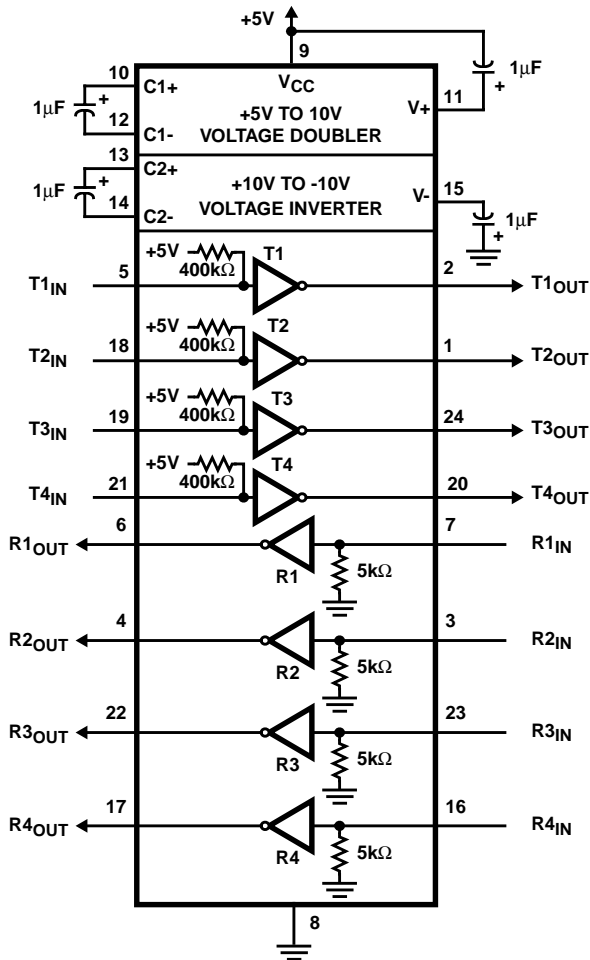 +5V
9
10
C1+
VCC
1µF
+
1µF
+
V+
11
+5V TO 10V
VOLTAGE DOUBLER
12
C1-
13
C2+
1µF
+
+10V TO -10V
VOLTAGE INVERTER
V-
15
14
C2-
1µF
+
+5V
400kΩ
T1
T1IN
5
2
T1OUT
+5V
400kΩ
T2
T2IN
18
1
T2OUT
+5V
400kΩ
T3
T3IN
19
24
T3OUT
+5V
400kΩ
T4
T4IN
21
20
T4OUT
R1OUT
6
7
R1IN
R1
5kΩ
R2OUT
4
3
R2IN
R2
5kΩ
R3OUT
22
23
R3IN
R3
5kΩ
R4OUT
17
16
R4IN
R4
5kΩ
8